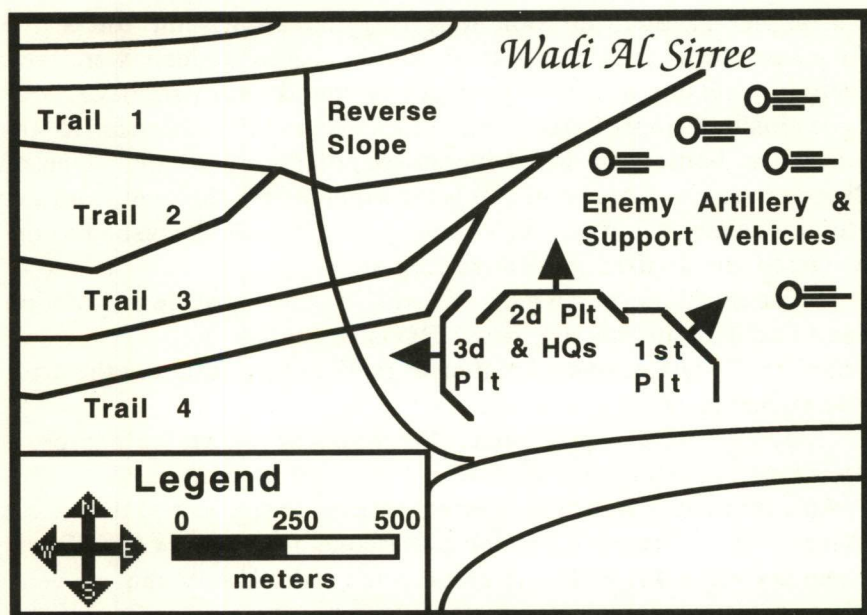 Wadi Al Sirree
Trail 1
Reverse
Slope
Trail 2
Enemy Artillery &
Support Vehicles
Trail 3
2d Plt
& HQs
3d
Plt
1st
Plt
Trail 4
Legend
N
W
E
S
0 250 500
meters